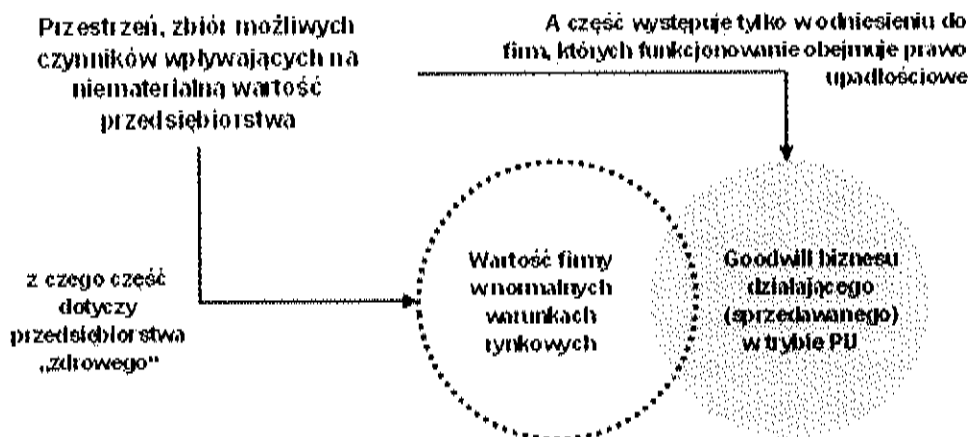 Przestrzeń, zbiór możliwych
czynników wpływających na
niematerialną wartość
przedsiębiorstwa
A część występuje tylko w odniesieniu do
firm, których funkcjonowanie obejmuje prawo
upadłościowe
z czego część
dotyczy
przedsiębiorstwa
„zdrowego“
Wartość firmy
w normalnych
warunkach
rynkowych
Goodwill biznesu
działającego
(sprzedawanego)
w trybie PU